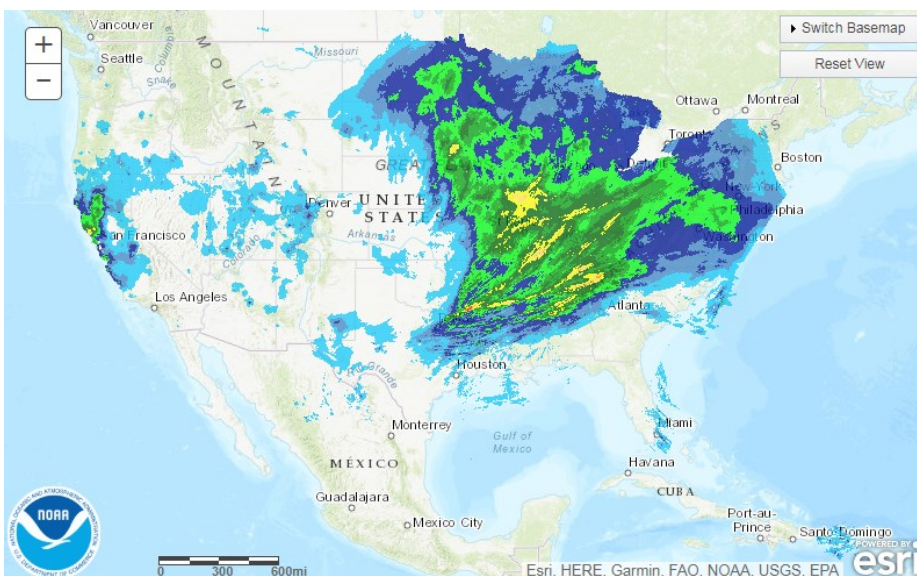 Vancouver
Seattle
Columbia
Snake
MOUNTAIN
Missouri
+
−
Switch Basemap
Reset View
Ottawa
Montreal
Toronto
Boston
New York
Philadelphia
Washington
GREAT
UNITED
STATES
Denver
Arkansas
Colorado
San Francisco
Los Angeles
Atlanta
Houston
Rio Grande
Monterrey
Gulf of
Mexico
Miami
MÉXICO
Havana
CUBA
Guadalajara
Mexico City
Port-au-
Prince
Santo Domingo
NOAA
0 300 600mi
POWERED BY
esri
Esri, HERE, Garmin, FAO, NOAA, USGS, EPA